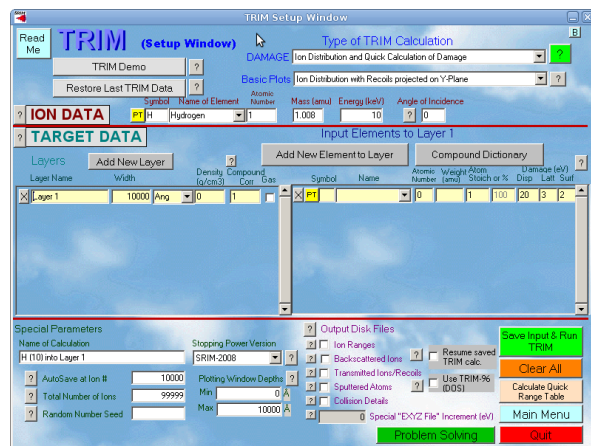 TRIM Setup Window
Read Me
TRIM (Setup Window)
Type of TRIM Calculation
B
DAMAGE Ion Distribution and Quick Calculation of Damage ?
TRIM Demo ?
Restore Last TRIM Data ?
Basic Plots Ion Distribution with Recoils projected on Y-Plane ?
Symbol Name of Element Atomic Number Mass (amu) Energy (keV) Angle of Incidence
? ION DATA PT H Hydrogen 1 1.008 10 ? 0
? TARGET DATA
Input Elements to Layer 1
Layers Add New Layer ?
Add New Element to Layer Compound Dictionary ?
Layer Name Width Density (g/cm3) Compound Corr Gas
Symbol Name Atomic Number Weight (amu) Atom Stoich or % Damage (eV) Disp Latt Surf
X Layer 1 10000 Ang 0 1
X PT 0 1 100 20 3 2
Special Parameters
Name of Calculation
H (10) into Layer 1
Stopping Power Version
SRIM-2008 ?
? AutoSave at Ion # 10000
? Total Number of Ions 99999
? Random Number Seed
Plotting Window Depths ?
Min 0 Å
Max 10000 Å
? Output Disk Files
? Ion Ranges
? Backscattered Ions
? Transmitted Ions/Recoils
? Sputtered Atoms
? Collision Details
0 Special "EXYZ File" Increment (eV)
? Resume saved TRIM calc.
? Use TRIM-96 (DOS)
Save Input & Run TRIM
Clear All
Calculate Quick Range Table
Main Menu
Problem Solving
Quit